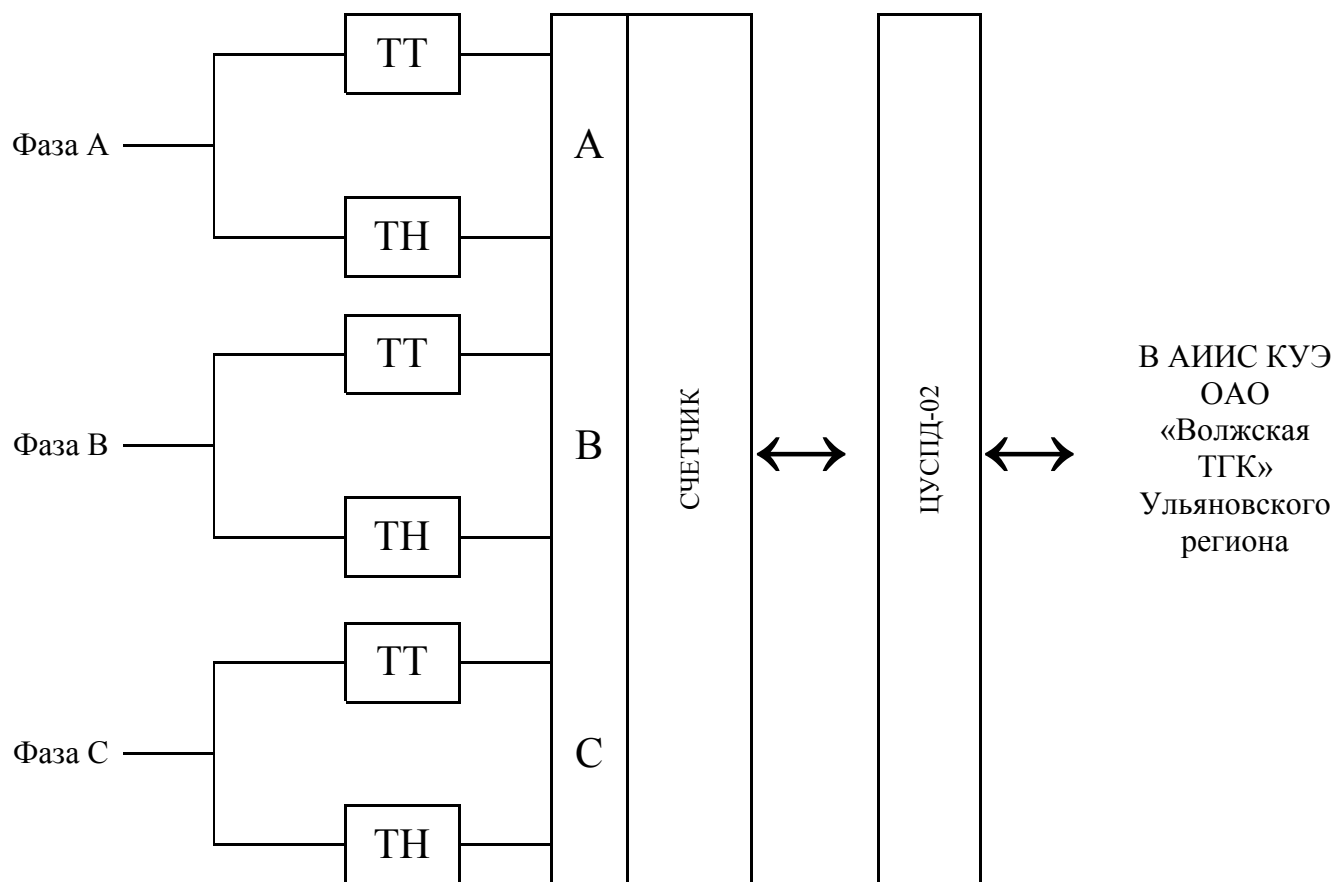 ТТ
Фаза А
А
ТН
ТТ
Фаза В
В
ТН
ТТ
Фаза С
С
ТН
СЧЕТЧИК
ЦУСПД-02
В АИИС КУЭ
ОАО
«Волжская
ТГК»
Ульяновского
региона